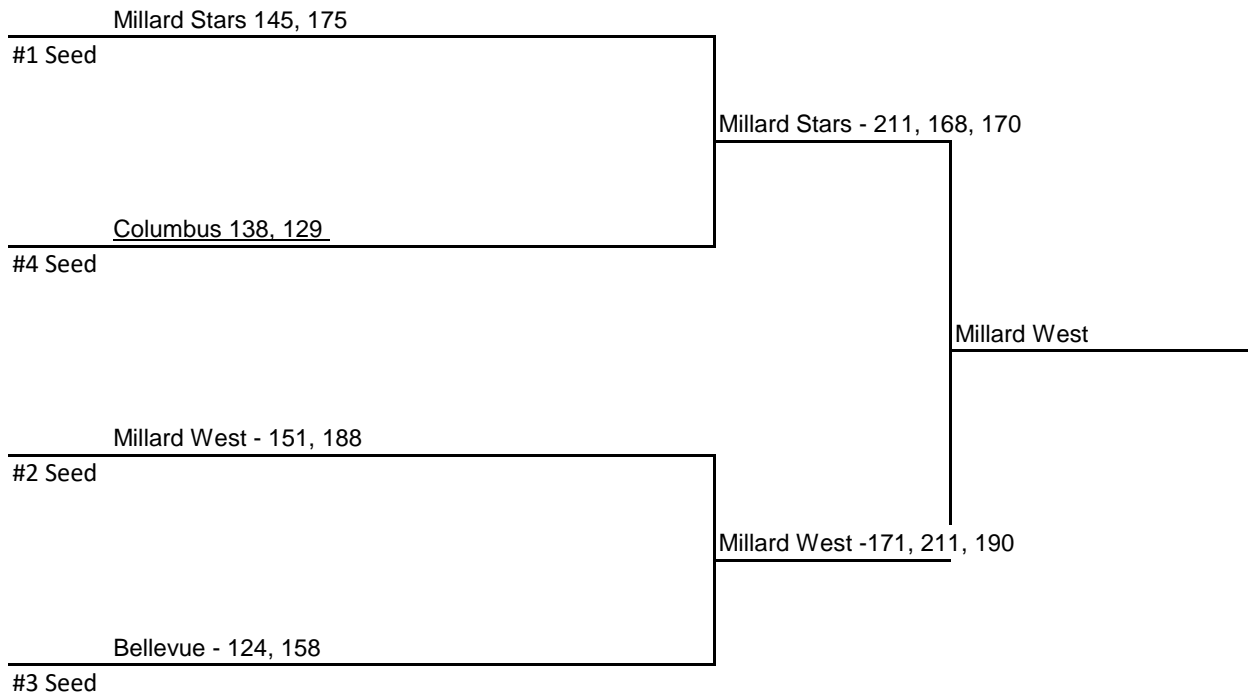 Millard Stars 145, 175
#1 Seed
Millard Stars - 211, 168, 170
Columbus 138, 129
#4 Seed
Millard West
Millard West - 151, 188
#2 Seed
Millard West -171, 211, 190
Bellevue - 124, 158
#3 Seed